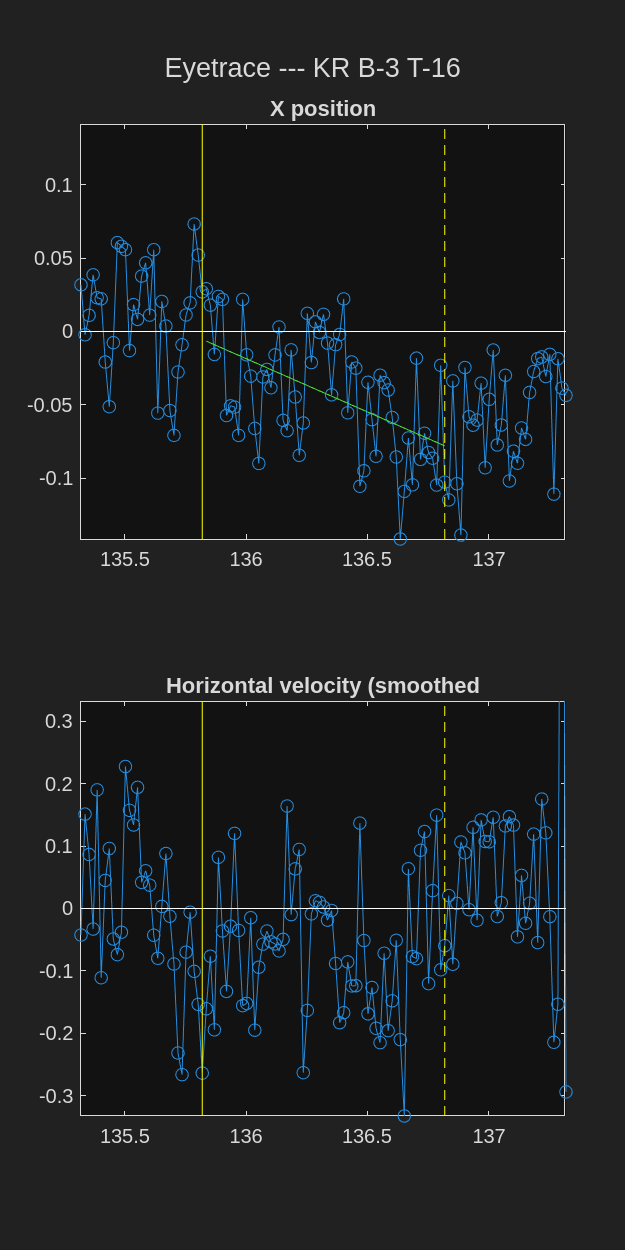 Eyetrace --- KR B-3 T-16
X position
0.1
0.05
0
-0.05
-0.1
135.5 136 136.5 137
Horizontal velocity (smoothed
0.3
0.2
0.1
0
-0.1
-0.2
-0.3
135.5 136 136.5 137